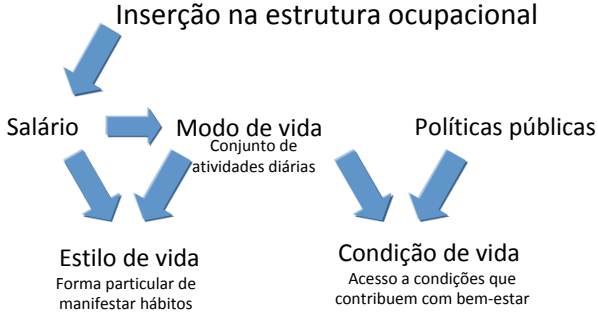 Inserção na estrutura ocupacional
Salário
Modo de vida
Conjunto de
atividades diárias
Políticas públicas
Estilo de vida
Forma particular de
manifestar hábitos
Condição de vida
Acesso a condições que
contribuem com bem-estar